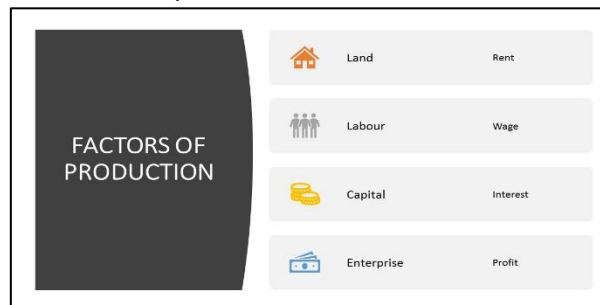 FACTORS OF
PRODUCTION
Land Rent
Labour Wage
Capital Interest
Enterprise Profit